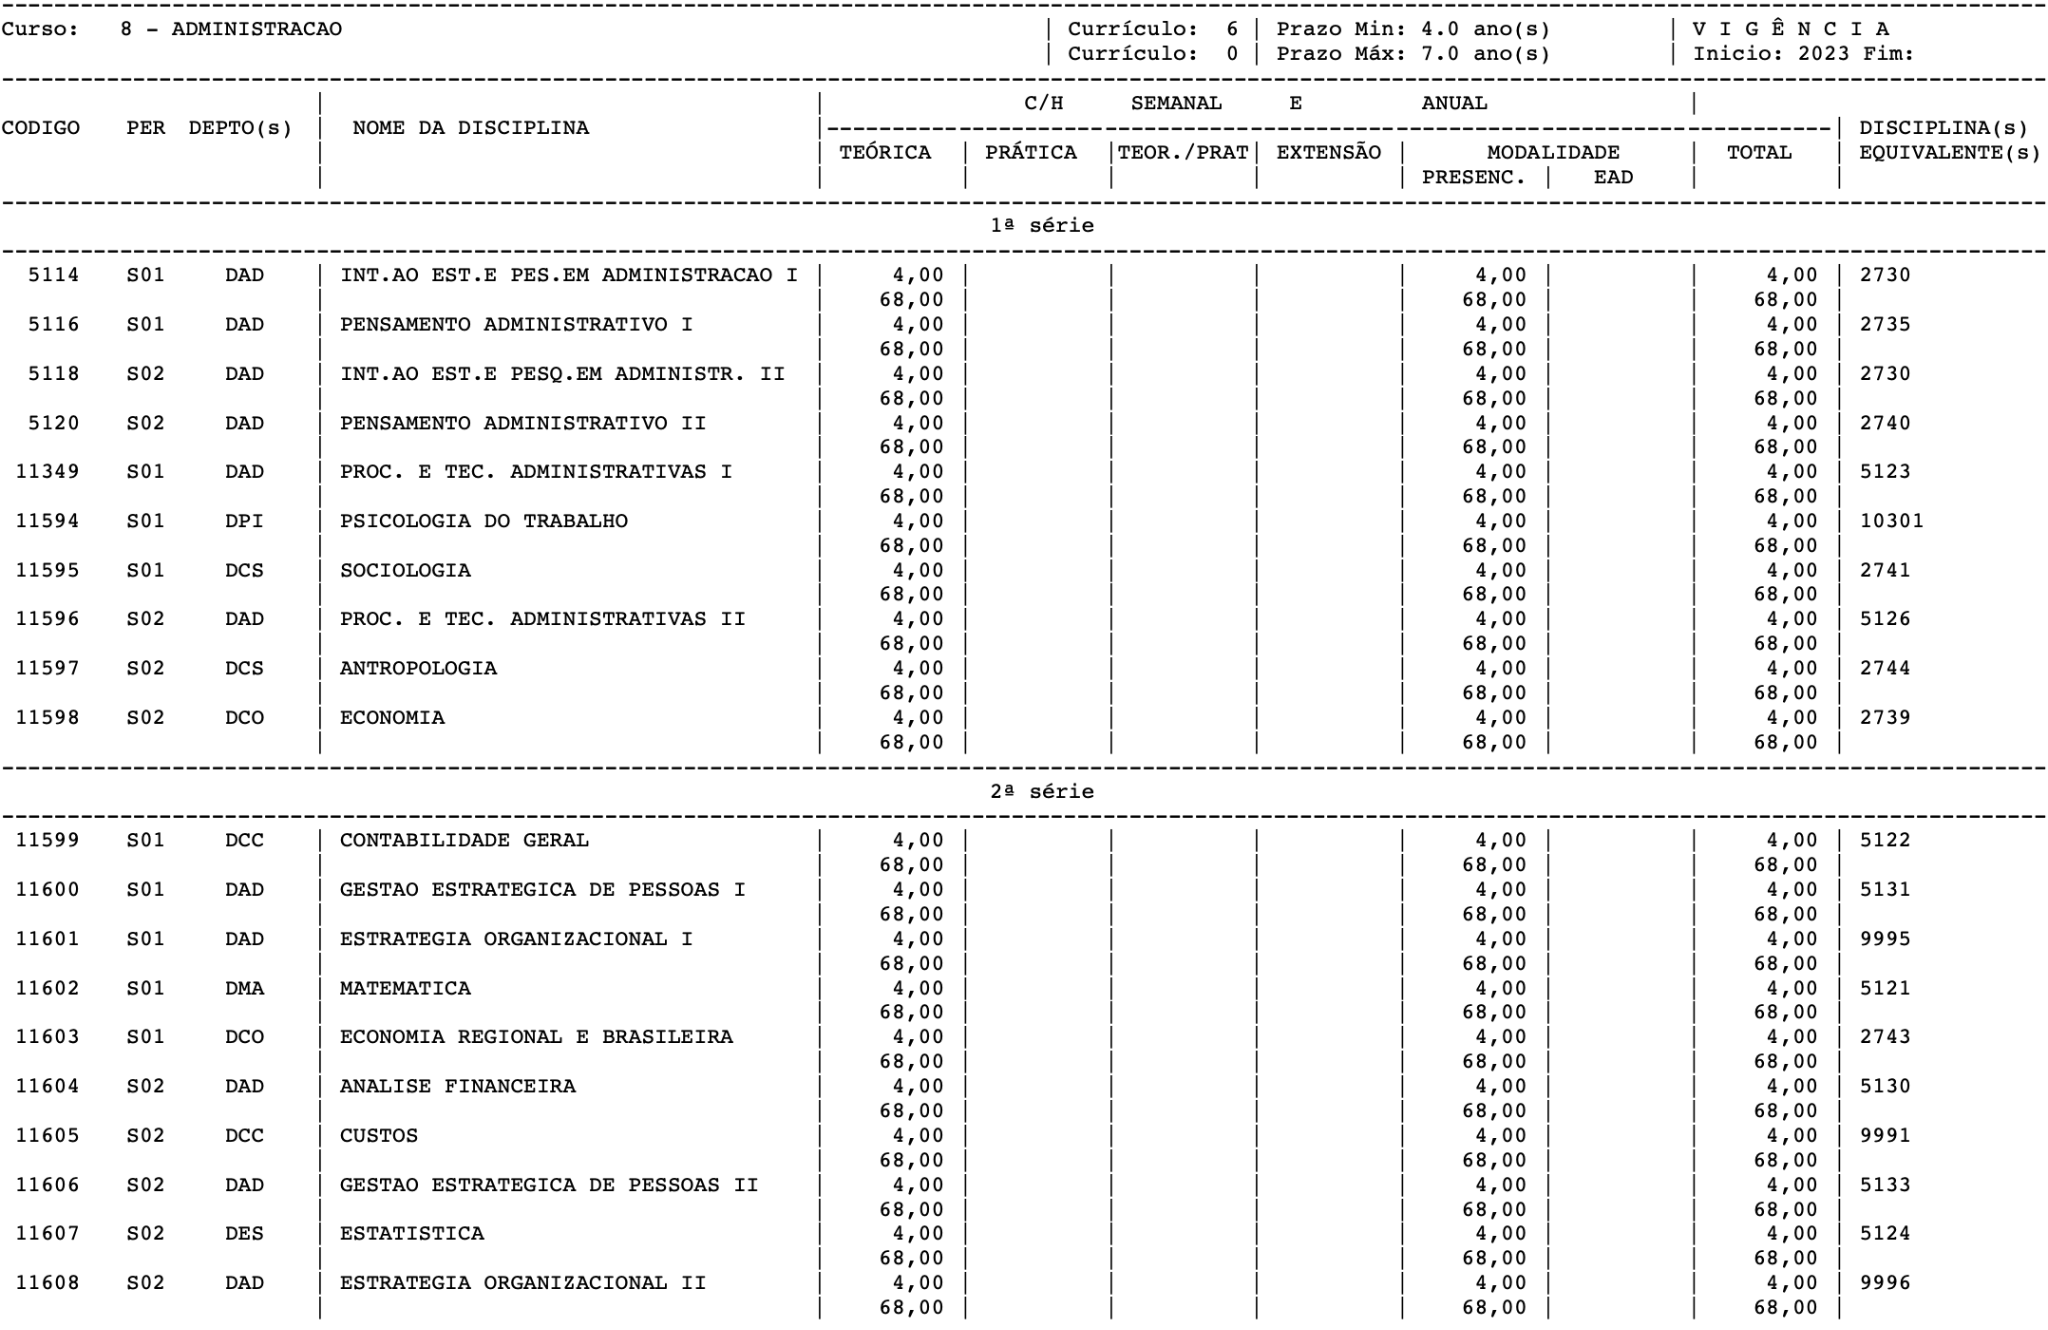 Curso: 8 - ADMINISTRACAO | Currículo: 6 | Prazo Min: 4.0 ano(s) | V I G Ê N C I A
| Currículo: 0 | Prazo Máx: 7.0 ano(s) | Inicio: 2023 Fim:
C/H SEMANAL E ANUAL
CODIGO PER DEPTO(s) | NOME DA DISCIPLINA | DISCIPLINA(s)
TEÓRICA | PRÁTICA |TEOR./PRAT| EXTENSÃO | MODALIDADE | TOTAL | EQUIVALENTE(s)
PRESENC. | EAD
1ª série
5114 S01 DAD | INT.AO EST.E PES.EM ADMINISTRACAO I | 4,00 | 4,00 | 4,00 | 2730
68,00 | 68,00 | 68,00
5116 S01 DAD | PENSAMENTO ADMINISTRATIVO I | 4,00 | 4,00 | 4,00 | 2735
68,00 | 68,00 | 68,00
5118 S02 DAD | INT.AO EST.E PESQ.EM ADMINISTR. II | 4,00 | 4,00 | 4,00 | 2730
68,00 | 68,00 | 68,00
5120 S02 DAD | PENSAMENTO ADMINISTRATIVO II | 4,00 | 4,00 | 4,00 | 2740
68,00 | 68,00 | 68,00
11349 S01 DAD | PROC. E TEC. ADMINISTRATIVAS I | 4,00 | 4,00 | 4,00 | 5123
68,00 | 68,00 | 68,00
11594 S01 DPI | PSICOLOGIA DO TRABALHO | 4,00 | 4,00 | 4,00 | 10301
68,00 | 68,00 | 68,00
11595 S01 DCS | SOCIOLOGIA | 4,00 | 4,00 | 4,00 | 2741
68,00 | 68,00 | 68,00
11596 S02 DAD | PROC. E TEC. ADMINISTRATIVAS II | 4,00 | 4,00 | 4,00 | 5126
68,00 | 68,00 | 68,00
11597 S02 DCS | ANTROPOLOGIA | 4,00 | 4,00 | 4,00 | 2744
68,00 | 68,00 | 68,00
11598 S02 DCO | ECONOMIA | 4,00 | 4,00 | 4,00 | 2739
68,00 | 68,00 | 68,00
2ª série
11599 S01 DCC | CONTABILIDADE GERAL | 4,00 | 4,00 | 4,00 | 5122
68,00 | 68,00 | 68,00
11600 S01 DAD | GESTAO ESTRATEGICA DE PESSOAS I | 4,00 | 4,00 | 4,00 | 5131
68,00 | 68,00 | 68,00
11601 S01 DAD | ESTRATEGIA ORGANIZACIONAL I | 4,00 | 4,00 | 4,00 | 9995
68,00 | 68,00 | 68,00
11602 S01 DMA | MATEMATICA | 4,00 | 4,00 | 4,00 | 5121
68,00 | 68,00 | 68,00
11603 S01 DCO | ECONOMIA REGIONAL E BRASILEIRA | 4,00 | 4,00 | 4,00 | 2743
68,00 | 68,00 | 68,00
11604 S02 DAD | ANALISE FINANCEIRA | 4,00 | 4,00 | 4,00 | 5130
68,00 | 68,00 | 68,00
11605 S02 DCC | CUSTOS | 4,00 | 4,00 | 4,00 | 9991
68,00 | 68,00 | 68,00
11606 S02 DAD | GESTAO ESTRATEGICA DE PESSOAS II | 4,00 | 4,00 | 4,00 | 5133
68,00 | 68,00 | 68,00
11607 S02 DES | ESTATISTICA | 4,00 | 4,00 | 4,00 | 5124
68,00 | 68,00 | 68,00
11608 S02 DAD | ESTRATEGIA ORGANIZACIONAL II | 4,00 | 4,00 | 4,00 | 9996
68,00 | 68,00 | 68,00